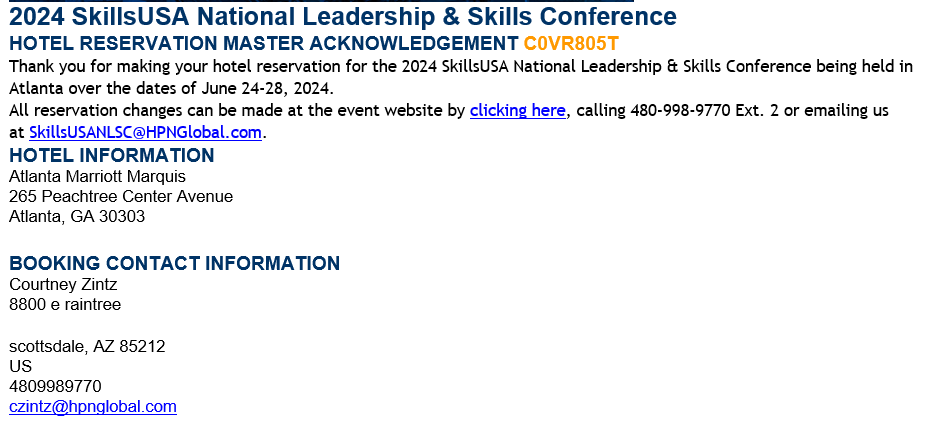 2024 SkillsUSA National Leadership & Skills Conference
HOTEL RESERVATION MASTER ACKNOWLEDGEMENT C0VR805T
Thank you for making your hotel reservation for the 2024 SkillsUSA National Leadership & Skills Conference being held in
Atlanta over the dates of June 24-28, 2024.
All reservation changes can be made at the event website by clicking here, calling 480-998-9770 Ext. 2 or emailing us
at SkillsUSANLSC@HPNGlobal.com.
HOTEL INFORMATION
Atlanta Marriott Marquis
265 Peachtree Center Avenue
Atlanta, GA 30303
BOOKING CONTACT INFORMATION
Courtney Zintz
8800 e raintree
scottsdale, AZ 85212
US
4809989770
czintz@hpnglobal.com